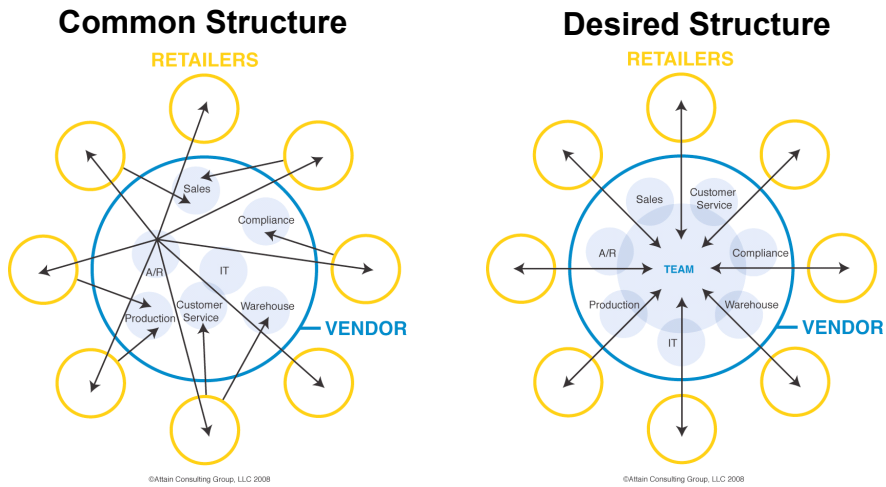 Common Structure
RETAILERS
Sales
Compliance
A/R
IT
Customer
Service
Production
Warehouse
VENDOR
©Attain Consulting Group, LLC 2008
Desired Structure
RETAILERS
Sales
Customer
Service
A/R
Compliance
TEAM
Production
Warehouse
IT
VENDOR
©Attain Consulting Group, LLC 2008